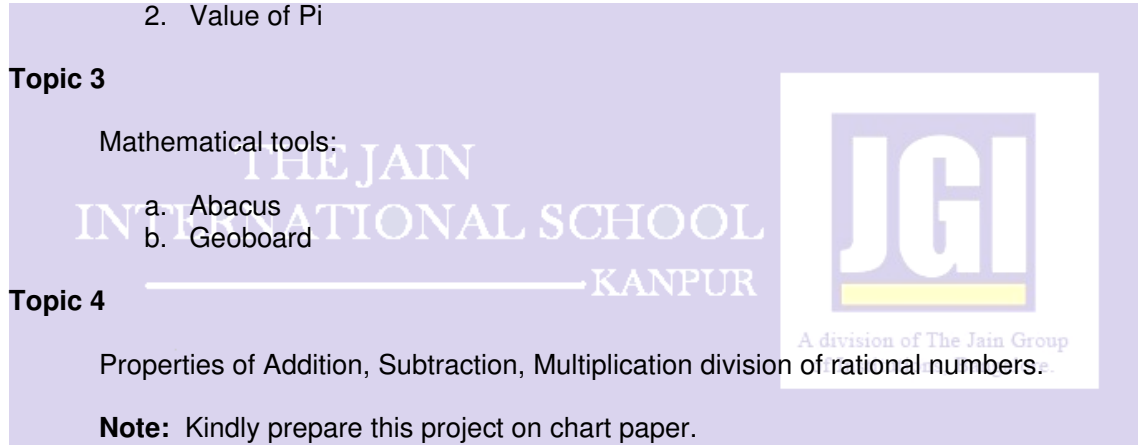 2. Value of Pi
Topic 3
Mathematical tools:
THE JAIN
INTERNATIONAL SCHOOL
KANPUR
a. Abacus
b. Geoboard
JGI
A division of The Jain Group
Topic 4
Properties of Addition, Subtraction, Multiplication division of rational numbers.
Note: Kindly prepare this project on chart paper.